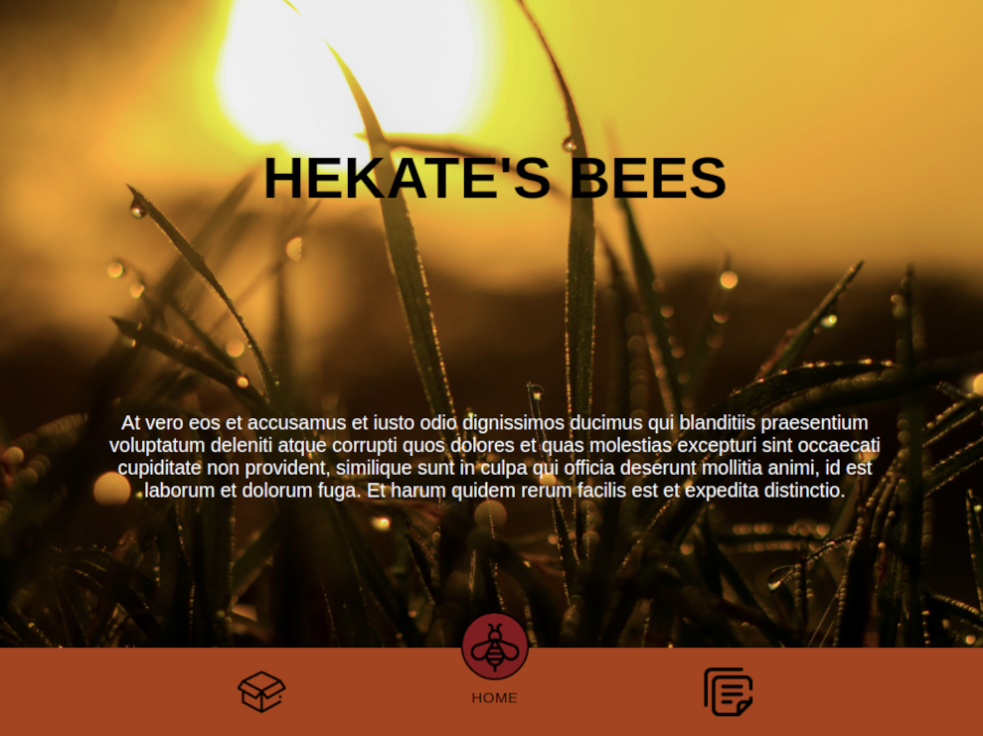 HEKATE'S BEES
At vero eos et accusamus et iusto odio dignissimos ducimus qui blanditiis praesentium
voluptatum deleniti atque corrupti quos dolores et quas molestias excepturi sint occaecati
cupiditate non provident, similique sunt in culpa qui officia deserunt mollitia animi, id est
laborum et dolorum fuga. Et harum quidem rerum facilis est et expedita distinctio.
HOME